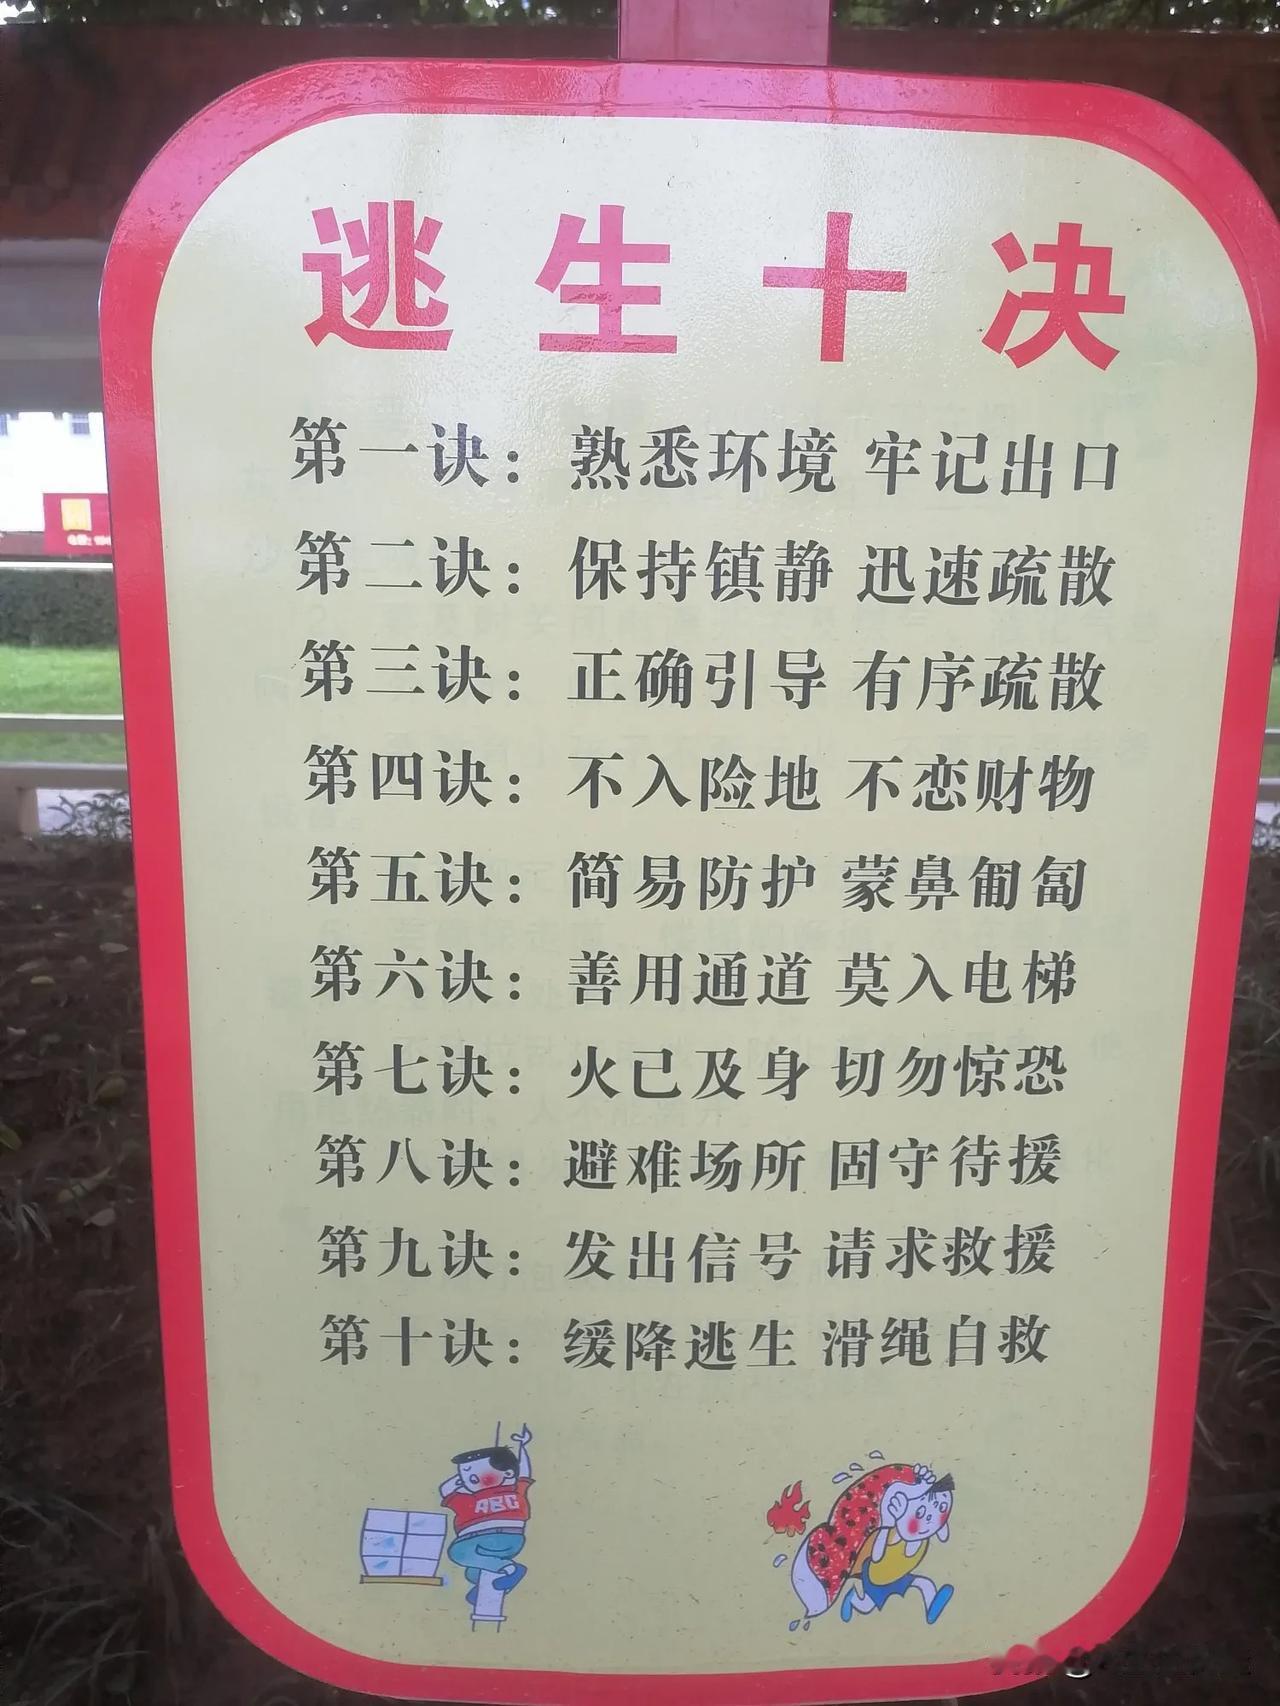 逃生十决
第一诀：熟悉环境 牢记出口
第二诀：保持镇静 迅速疏散
第三诀：正确引导 有序疏散
第四诀：不入险地 不恋财物
第五诀：简易防护 蒙鼻匍匐
第六诀：善用通道 莫入电梯
第七诀：火已及身 切勿惊恐
第八诀：避难场所 固守待援
第九诀：发出信号 请求救援
第十诀：缓降逃生 滑绳自救
ABC